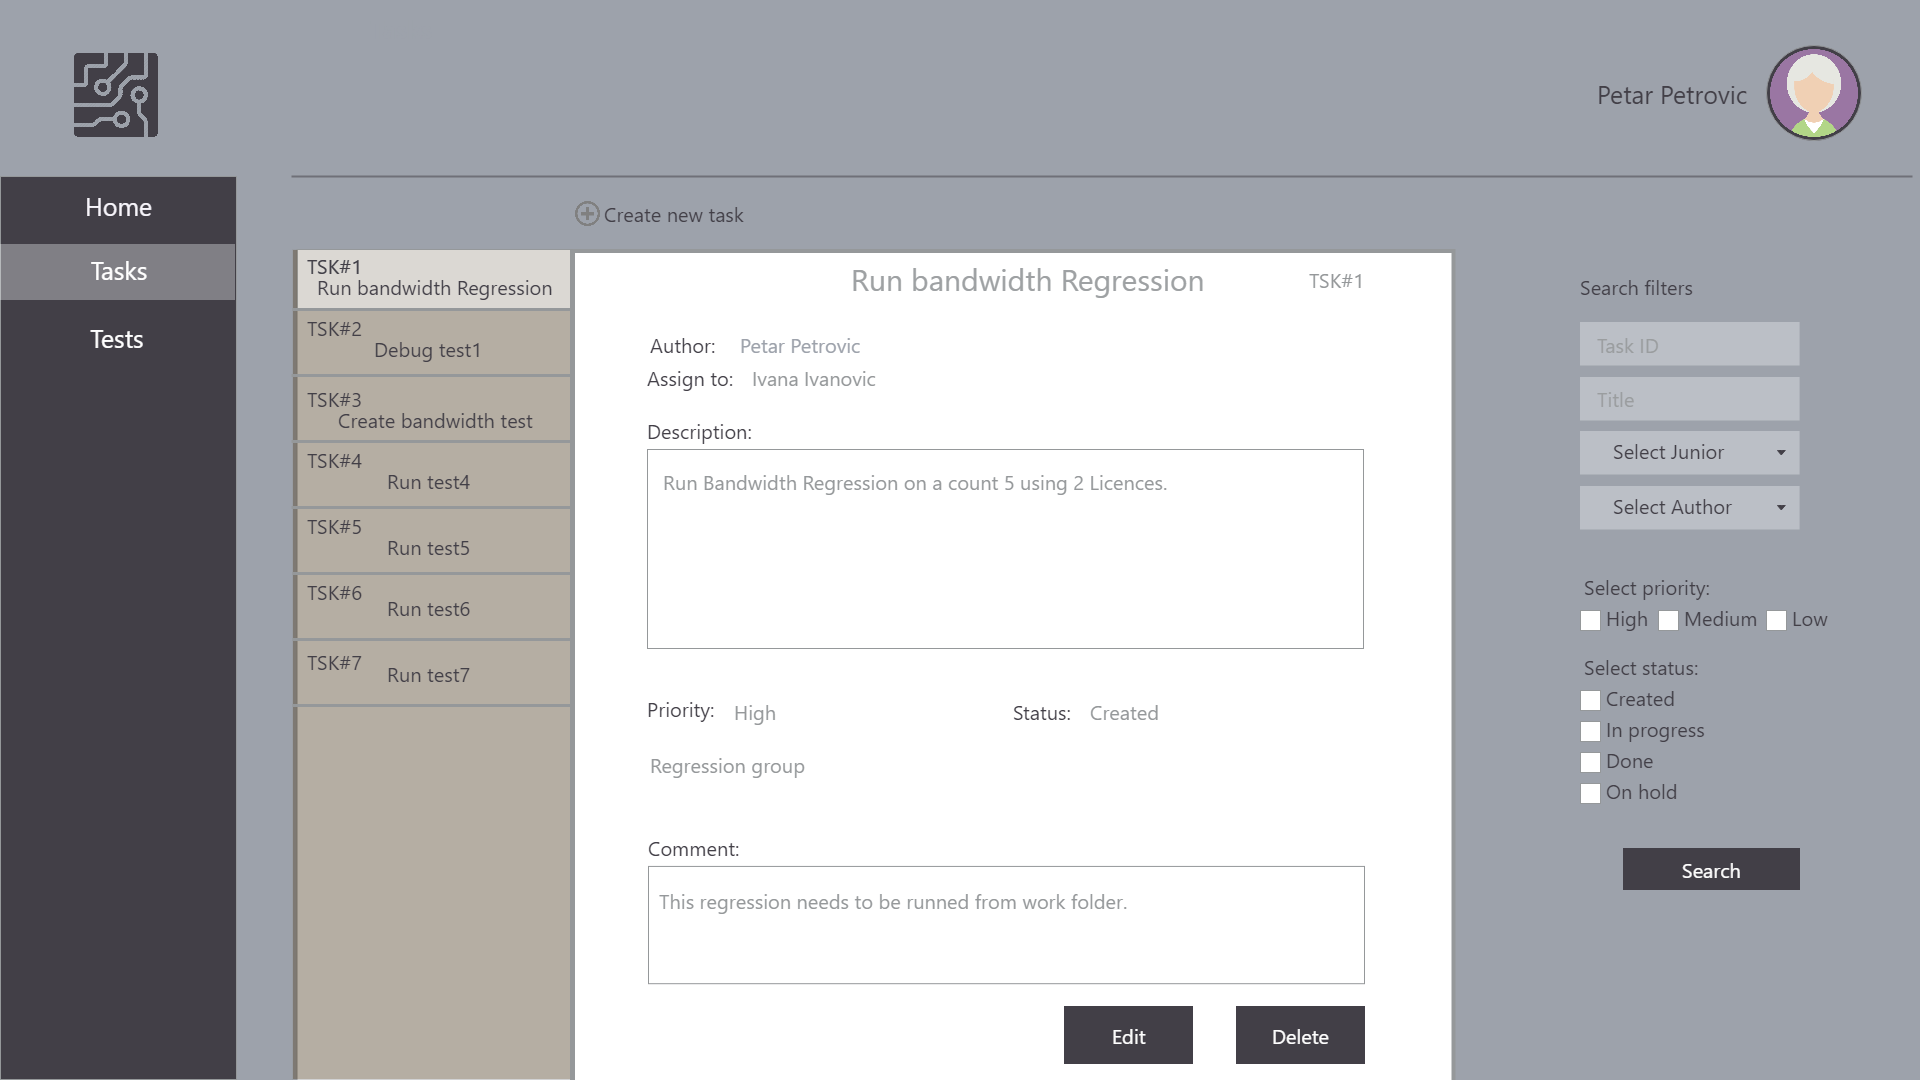 Petar Petrovic
Home
Tasks
Tests
Create new task
TSK#1
Run bandwidth Regression
TSK#2
Debug test1
TSK#3
Create bandwidth test
TSK#4
Run test4
TSK#5
Run test5
TSK#6
Run test6
TSK#7
Run test7
Run bandwidth Regression TSK#1
Author: Petar Petrovic
Assign to: Ivana Ivanovic
Description:
Run Bandwidth Regression on a count 5 using 2 Licences.
Priority: High Status: Created
Regression group
Comment:
This regression needs to be runned from work folder.
Edit Delete
Search filters
Task ID
Title
Select Junior
Select Author
Select priority:
High Medium Low
Select status:
Created
In progress
Done
On hold
Search